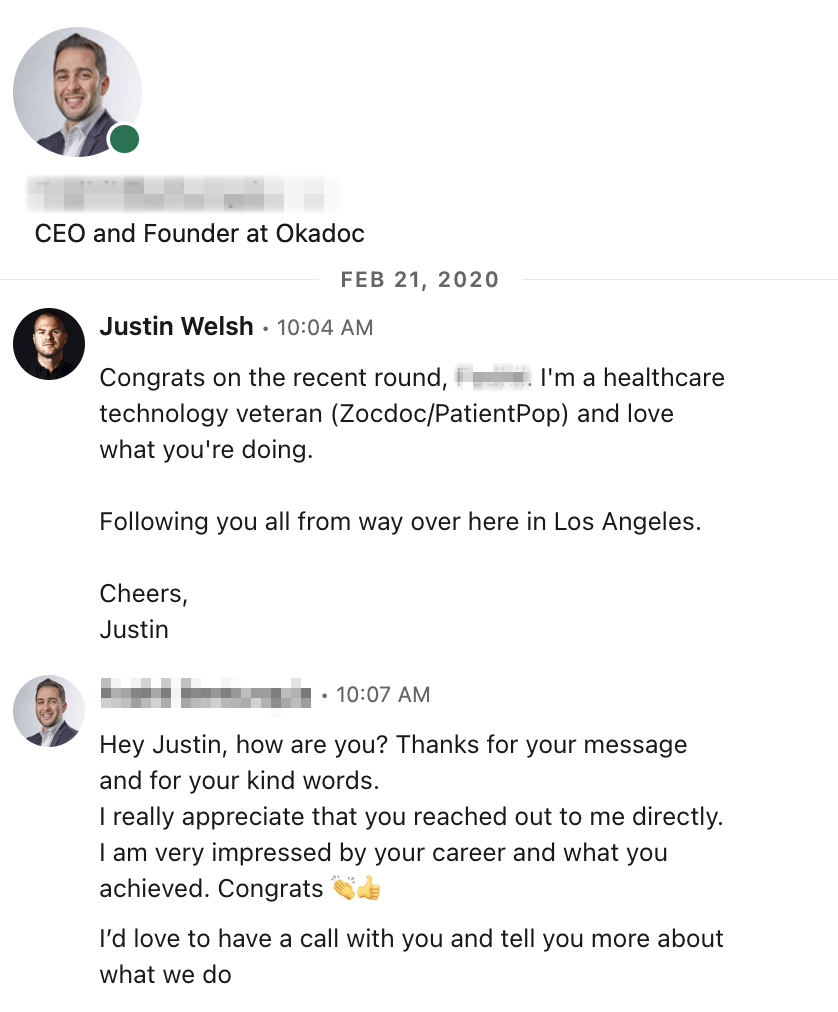 CEO and Founder at Okadoc
FEB 21, 2020
Justin Welsh • 10:04 AM
Congrats on the recent round, . I'm a healthcare
technology veteran (Zocdoc/PatientPop) and love
what you're doing.
Following you all from way over here in Los Angeles.
Cheers,
Justin
• 10:07 AM
Hey Justin, how are you? Thanks for your message
and for your kind words.
I really appreciate that you reached out to me directly.
I am very impressed by your career and what you
achieved. Congrats 👏👍
I’d love to have a call with you and tell you more about
what we do